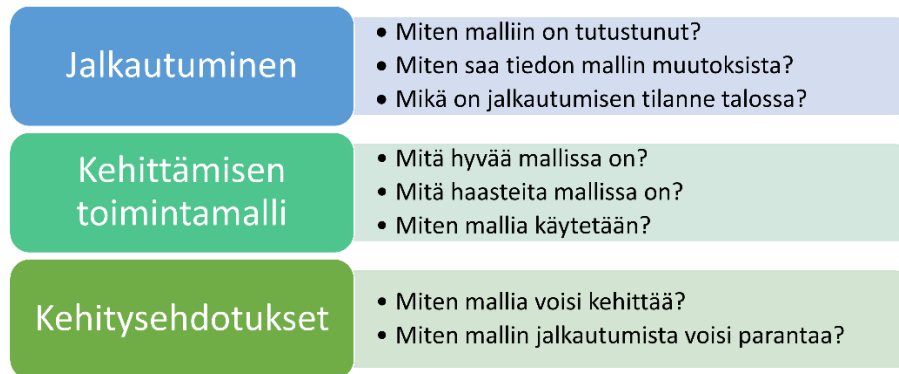 Jalkautuminen
• Miten malliin on tutustunut?
• Miten saa tiedon mallin muutoksista?
• Mikä on jalkautumisen tilanne talossa?
Kehittämisen
toimintamalli
• Mitä hyvää mallissa on?
• Mitä haasteita mallissa on?
• Miten mallia käytetään?
Kehitysehdotukset
• Miten mallia voisi kehittää?
• Miten mallin jalkautumista voisi parantaa?